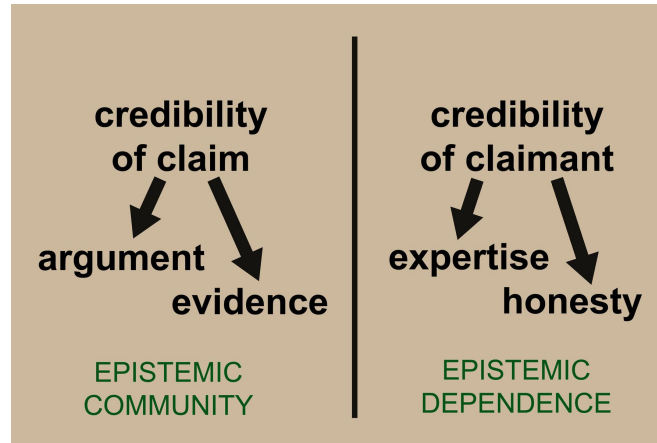 credibility
of claim
argument
evidence
EPISTEMIC
COMMUNITY
credibility
of claimant
expertise
honesty
EPISTEMIC
DEPENDENCE